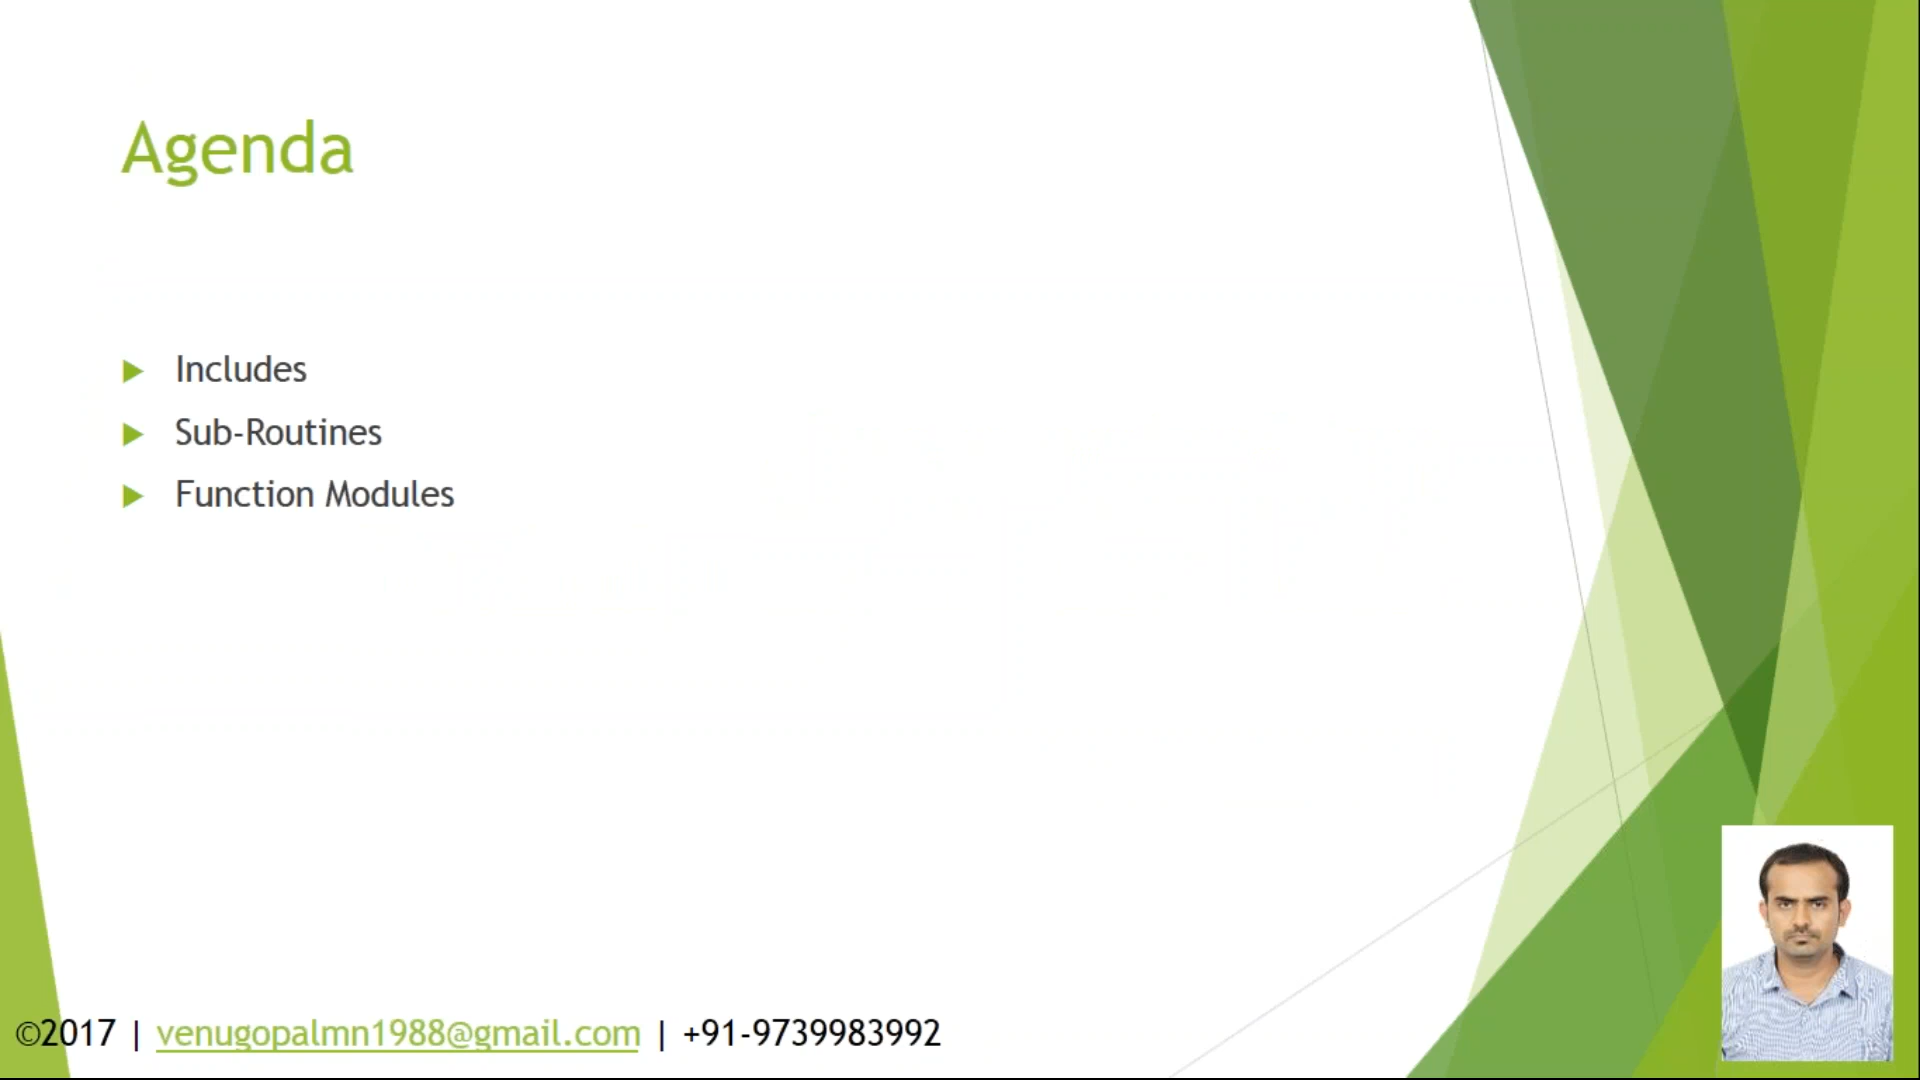 Agenda
Includes
Sub-Routines
Function Modules
©2017 | venugopalmn1988@gmail.com | +91-9739983992